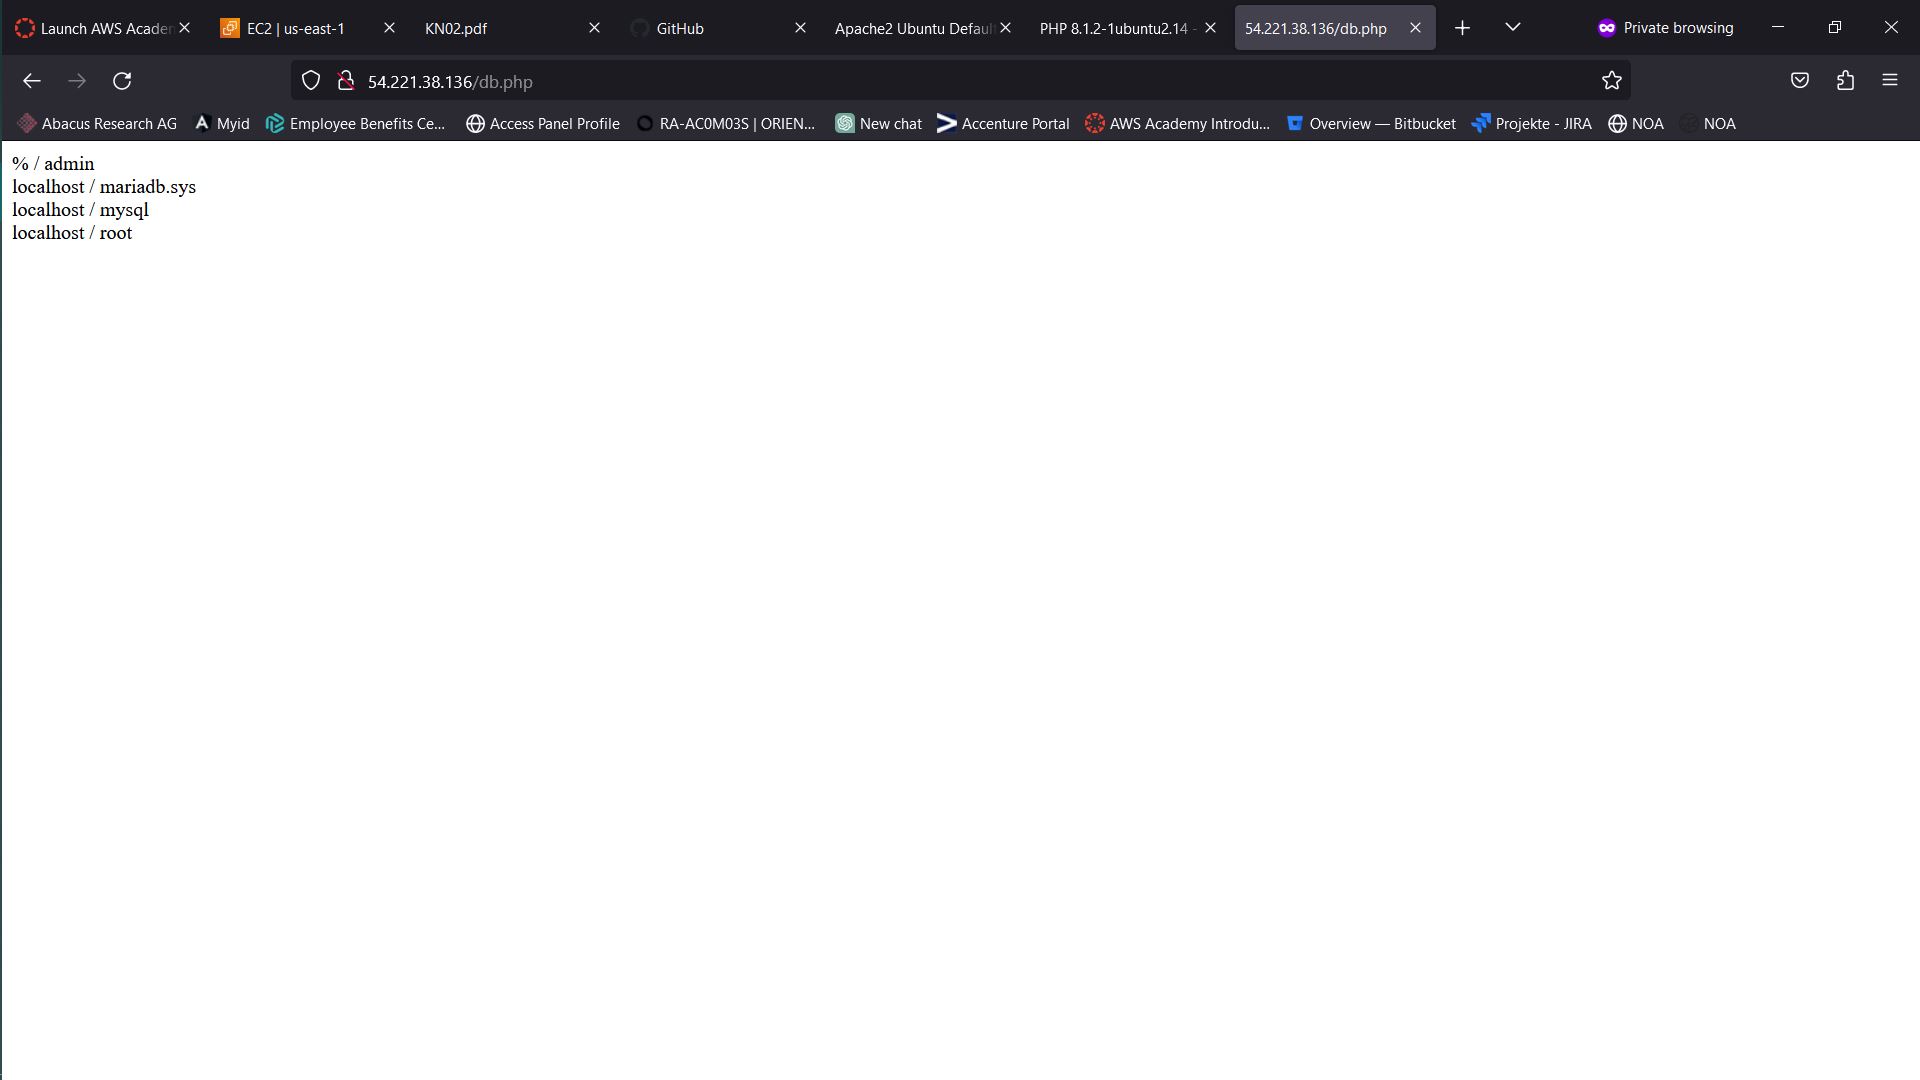 Launch AWS Academ
EC2 | us-east-1
KN02.pdf
GitHub
Apache2 Ubuntu Defaul
PHP 8.1.2-1ubuntu2.14 -
54.221.38.136/db.php
Private browsing
54.221.38.136/db.php
Abacus Research AG
Myid
Employee Benefits Ce...
Access Panel Profile
RA-AC0M03S | ORIEN...
New chat
Accenture Portal
AWS Academy Introdu...
Overview — Bitbucket
Projekte - JIRA
NOA
NOA
% / admin
localhost / mariadb.sys
localhost / mysql
localhost / root